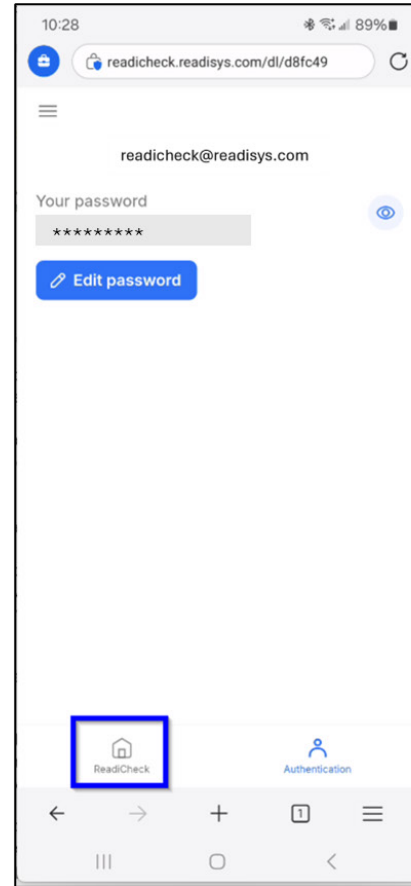 10:28 89%
readicheck.readisys.com/dl/d8fc49
readicheck@readisys.com
Your password
*********
Edit password
ReadiCheck Authentication
1